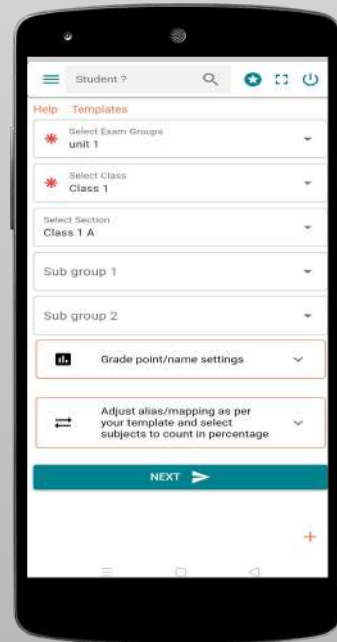 Student ?
Help Templates
Select Exam Groups
unit 1
Select Class
Class 1
Select Section
Class 1 A
Sub group 1
Sub group 2
Grade point/name settings
Adjust alias/mapping as per
your template and select
subjects to count in percentage
NEXT